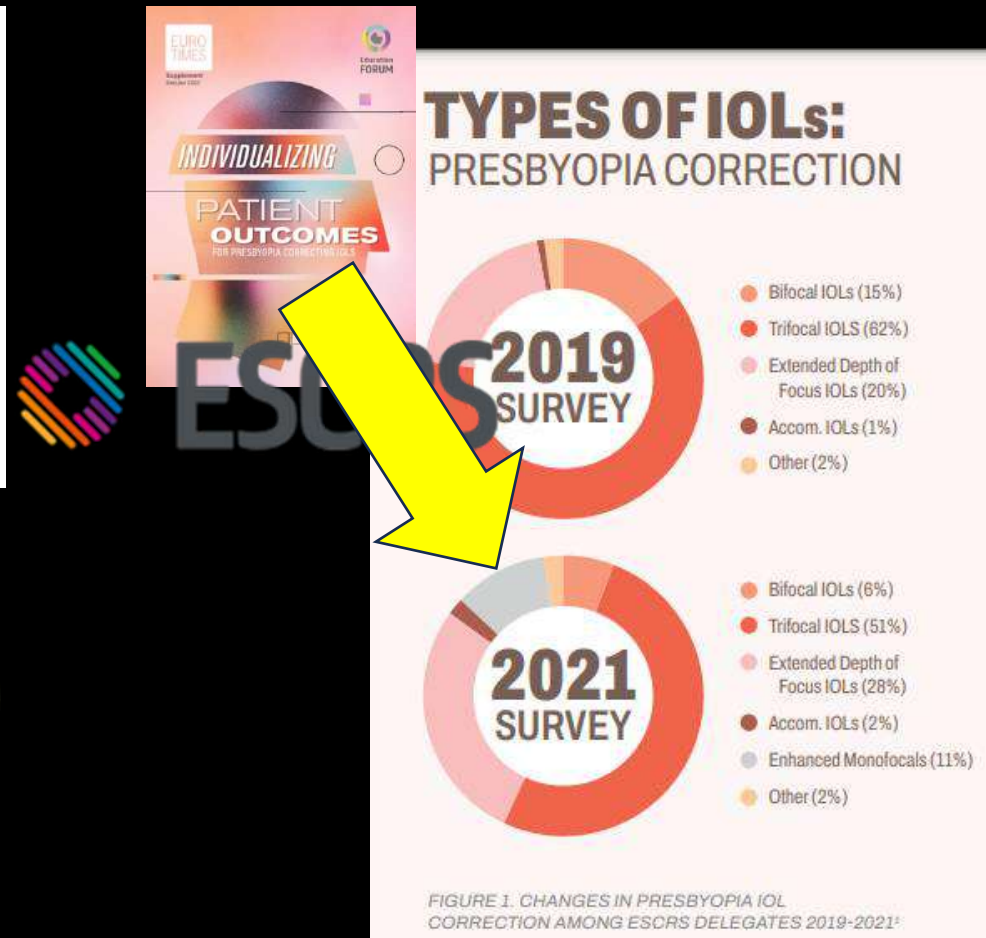 EURO
TIMES
Supplement
Education
FORUM
INDIVIDUALIZING
PATIENT
OUTCOMES
FOR PRESBYOPIA CORRECTING IOLS
ESCRS
TYPES OF IOLs:
PRESBYOPIA CORRECTION
2019
SURVEY
Bifocal IOLs (15%)
Trifocal IOLS (62%)
Extended Depth of
Focus IOLs (20%)
Accom. IOLs (1%)
Other (2%)
2021
SURVEY
Bifocal IOLs (6%)
Trifocal IOLS (51%)
Extended Depth of
Focus IOLs (28%)
Accom. IOLs (2%)
Enhanced Monofocals (11%)
Other (2%)
FIGURE 1. CHANGES IN PRESBYOPIA IOL
CORRECTION AMONG ESCRS DELEGATES 2019-2021